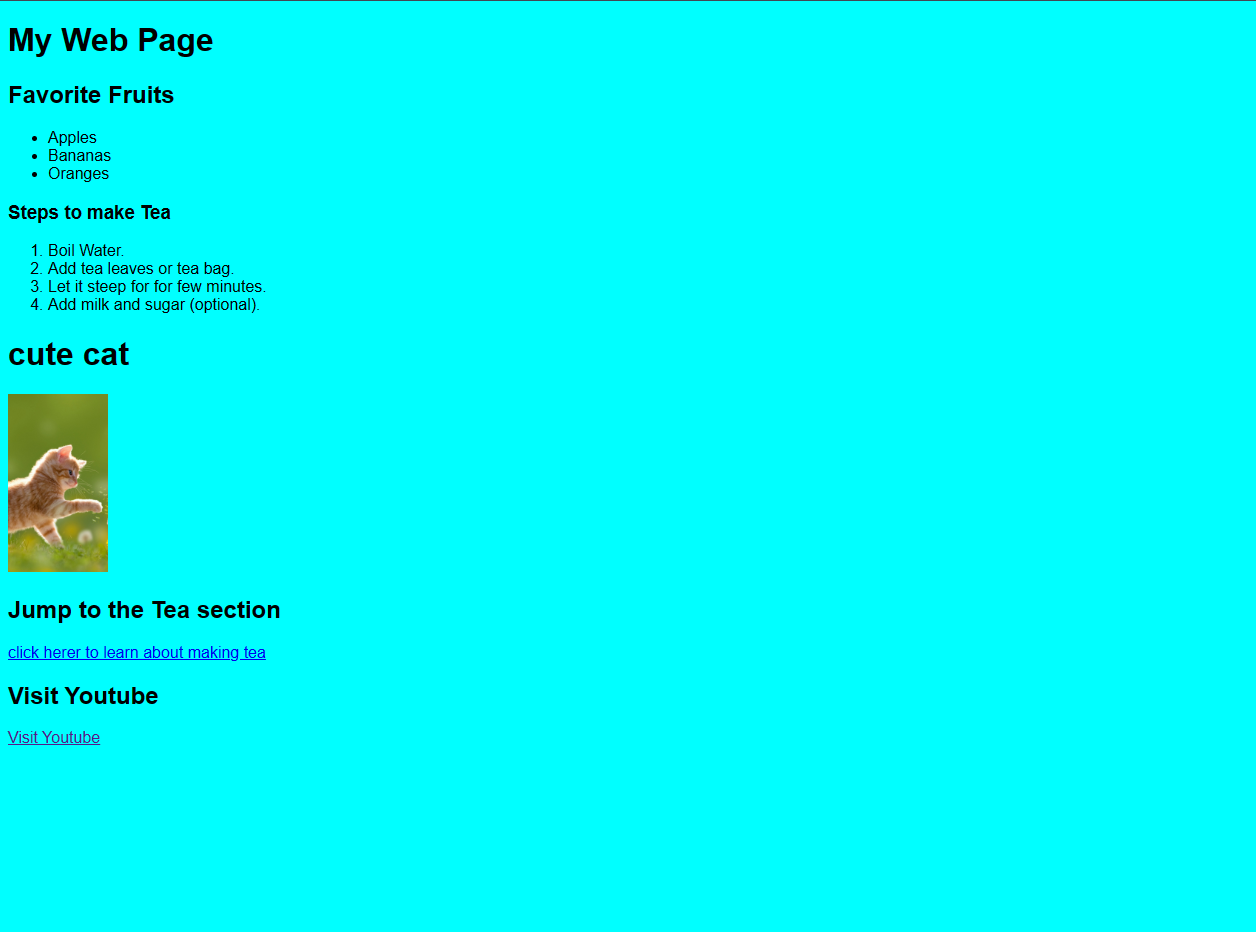 My Web Page
Favorite Fruits
• Apples
• Bananas
• Oranges
Steps to make Tea
1. Boil Water.
2. Add tea leaves or tea bag.
3. Let it steep for for few minutes.
4. Add milk and sugar (optional).
cute cat
Jump to the Tea section
click herer to learn about making tea
Visit Youtube
Visit Youtube